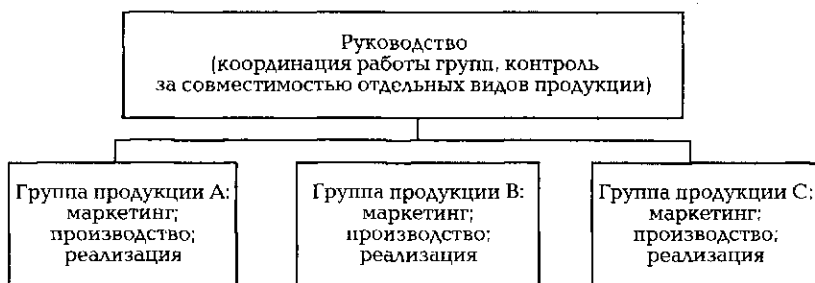 Руководство
(координация работы групп, контроль
за совместимостью отдельных видов продукции)
Группа продукции А:
маркетинг;
производство;
реализация
Группа продукции В:
маркетинг;
производство;
реализация
Группа продукции С:
маркетинг;
производство;
реализация